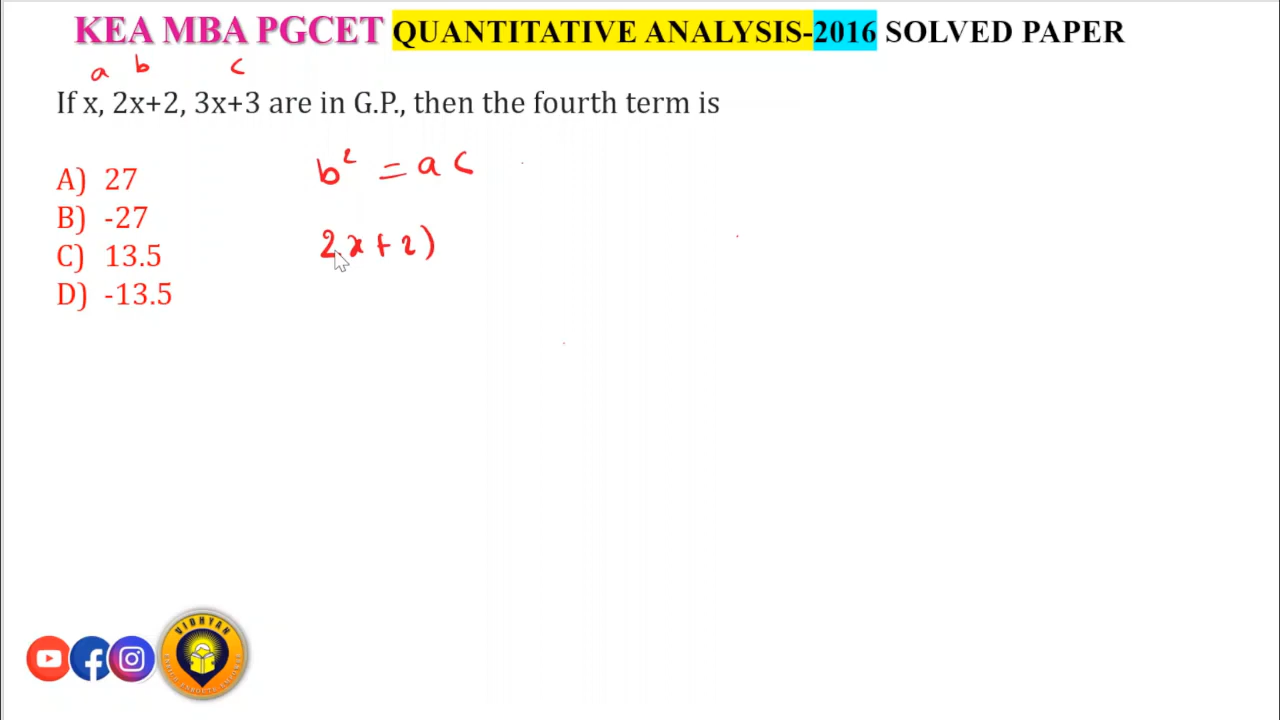 KEA MBA PGCET QUANTITATIVE ANALYSIS-2016 SOLVED PAPER
a b c
If x, 2x+2, 3x+3 are in G.P., then the fourth term is
b² = a c
A) 27
B) -27
2x+2)
C) 13.5
D) -13.5
VIDHYAN